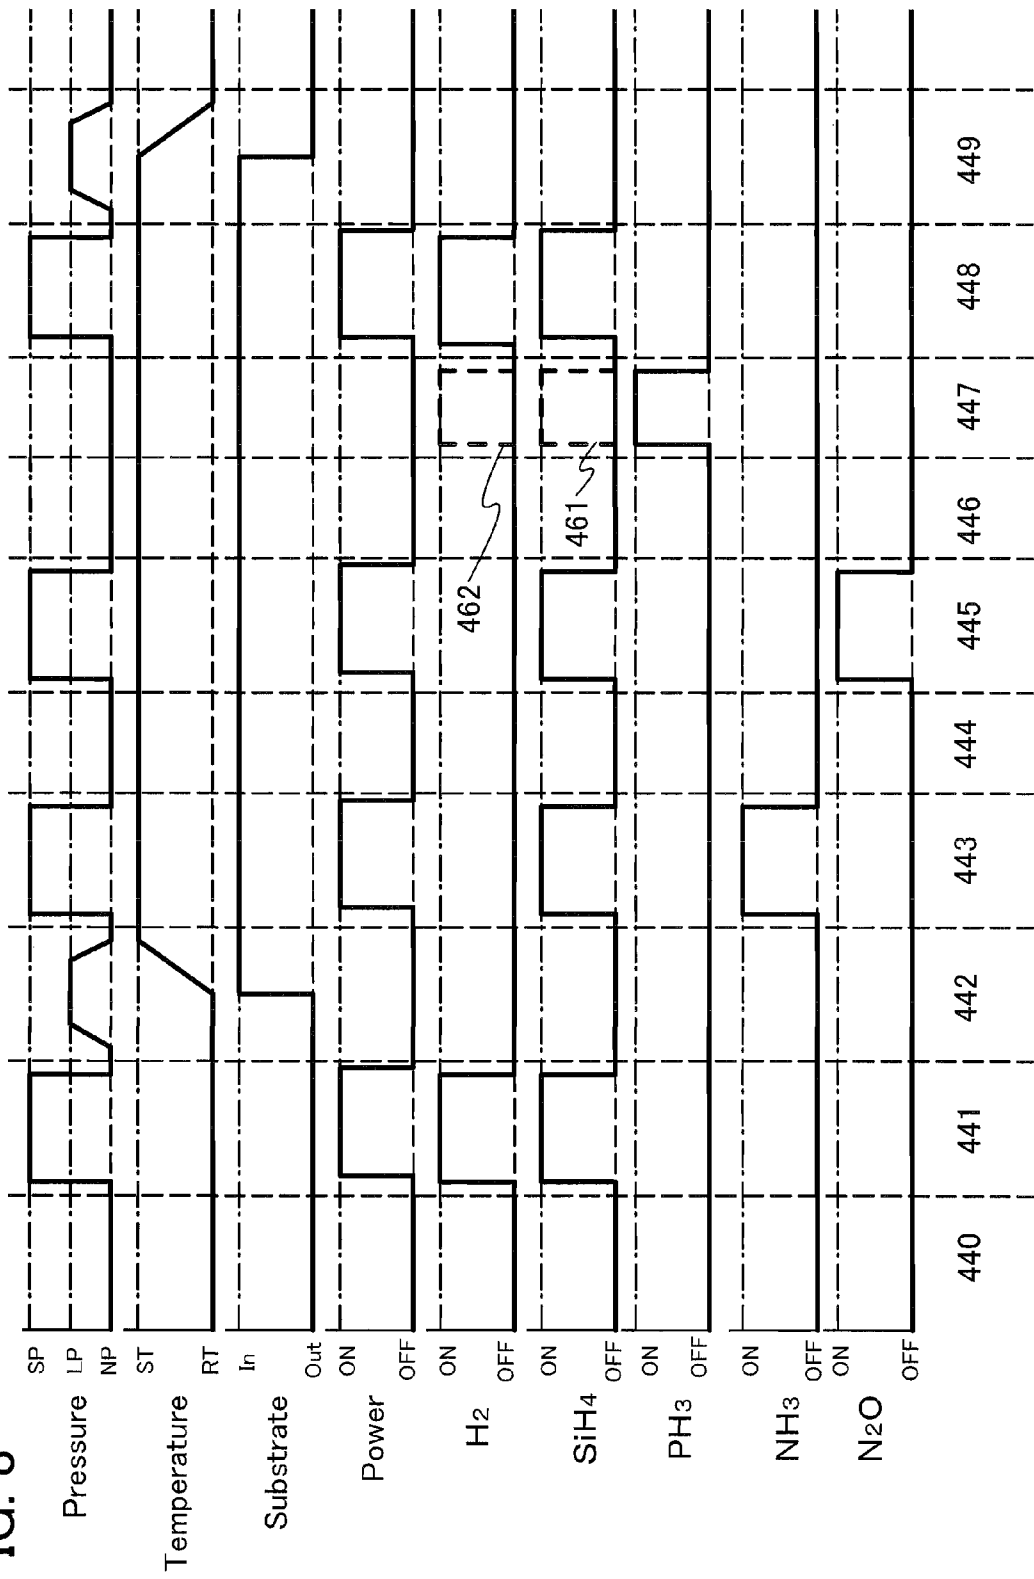 Pressure
SP
LP
NP
Temperature
ST
RT
Substrate
In
Out
Power
ON
OFF
H2
ON
OFF
SiH4
ON
OFF
PH3
ON
OFF
NH3
ON
OFF
N2O
ON
OFF
462
461
440
441
442
443
444
445
446
447
448
449